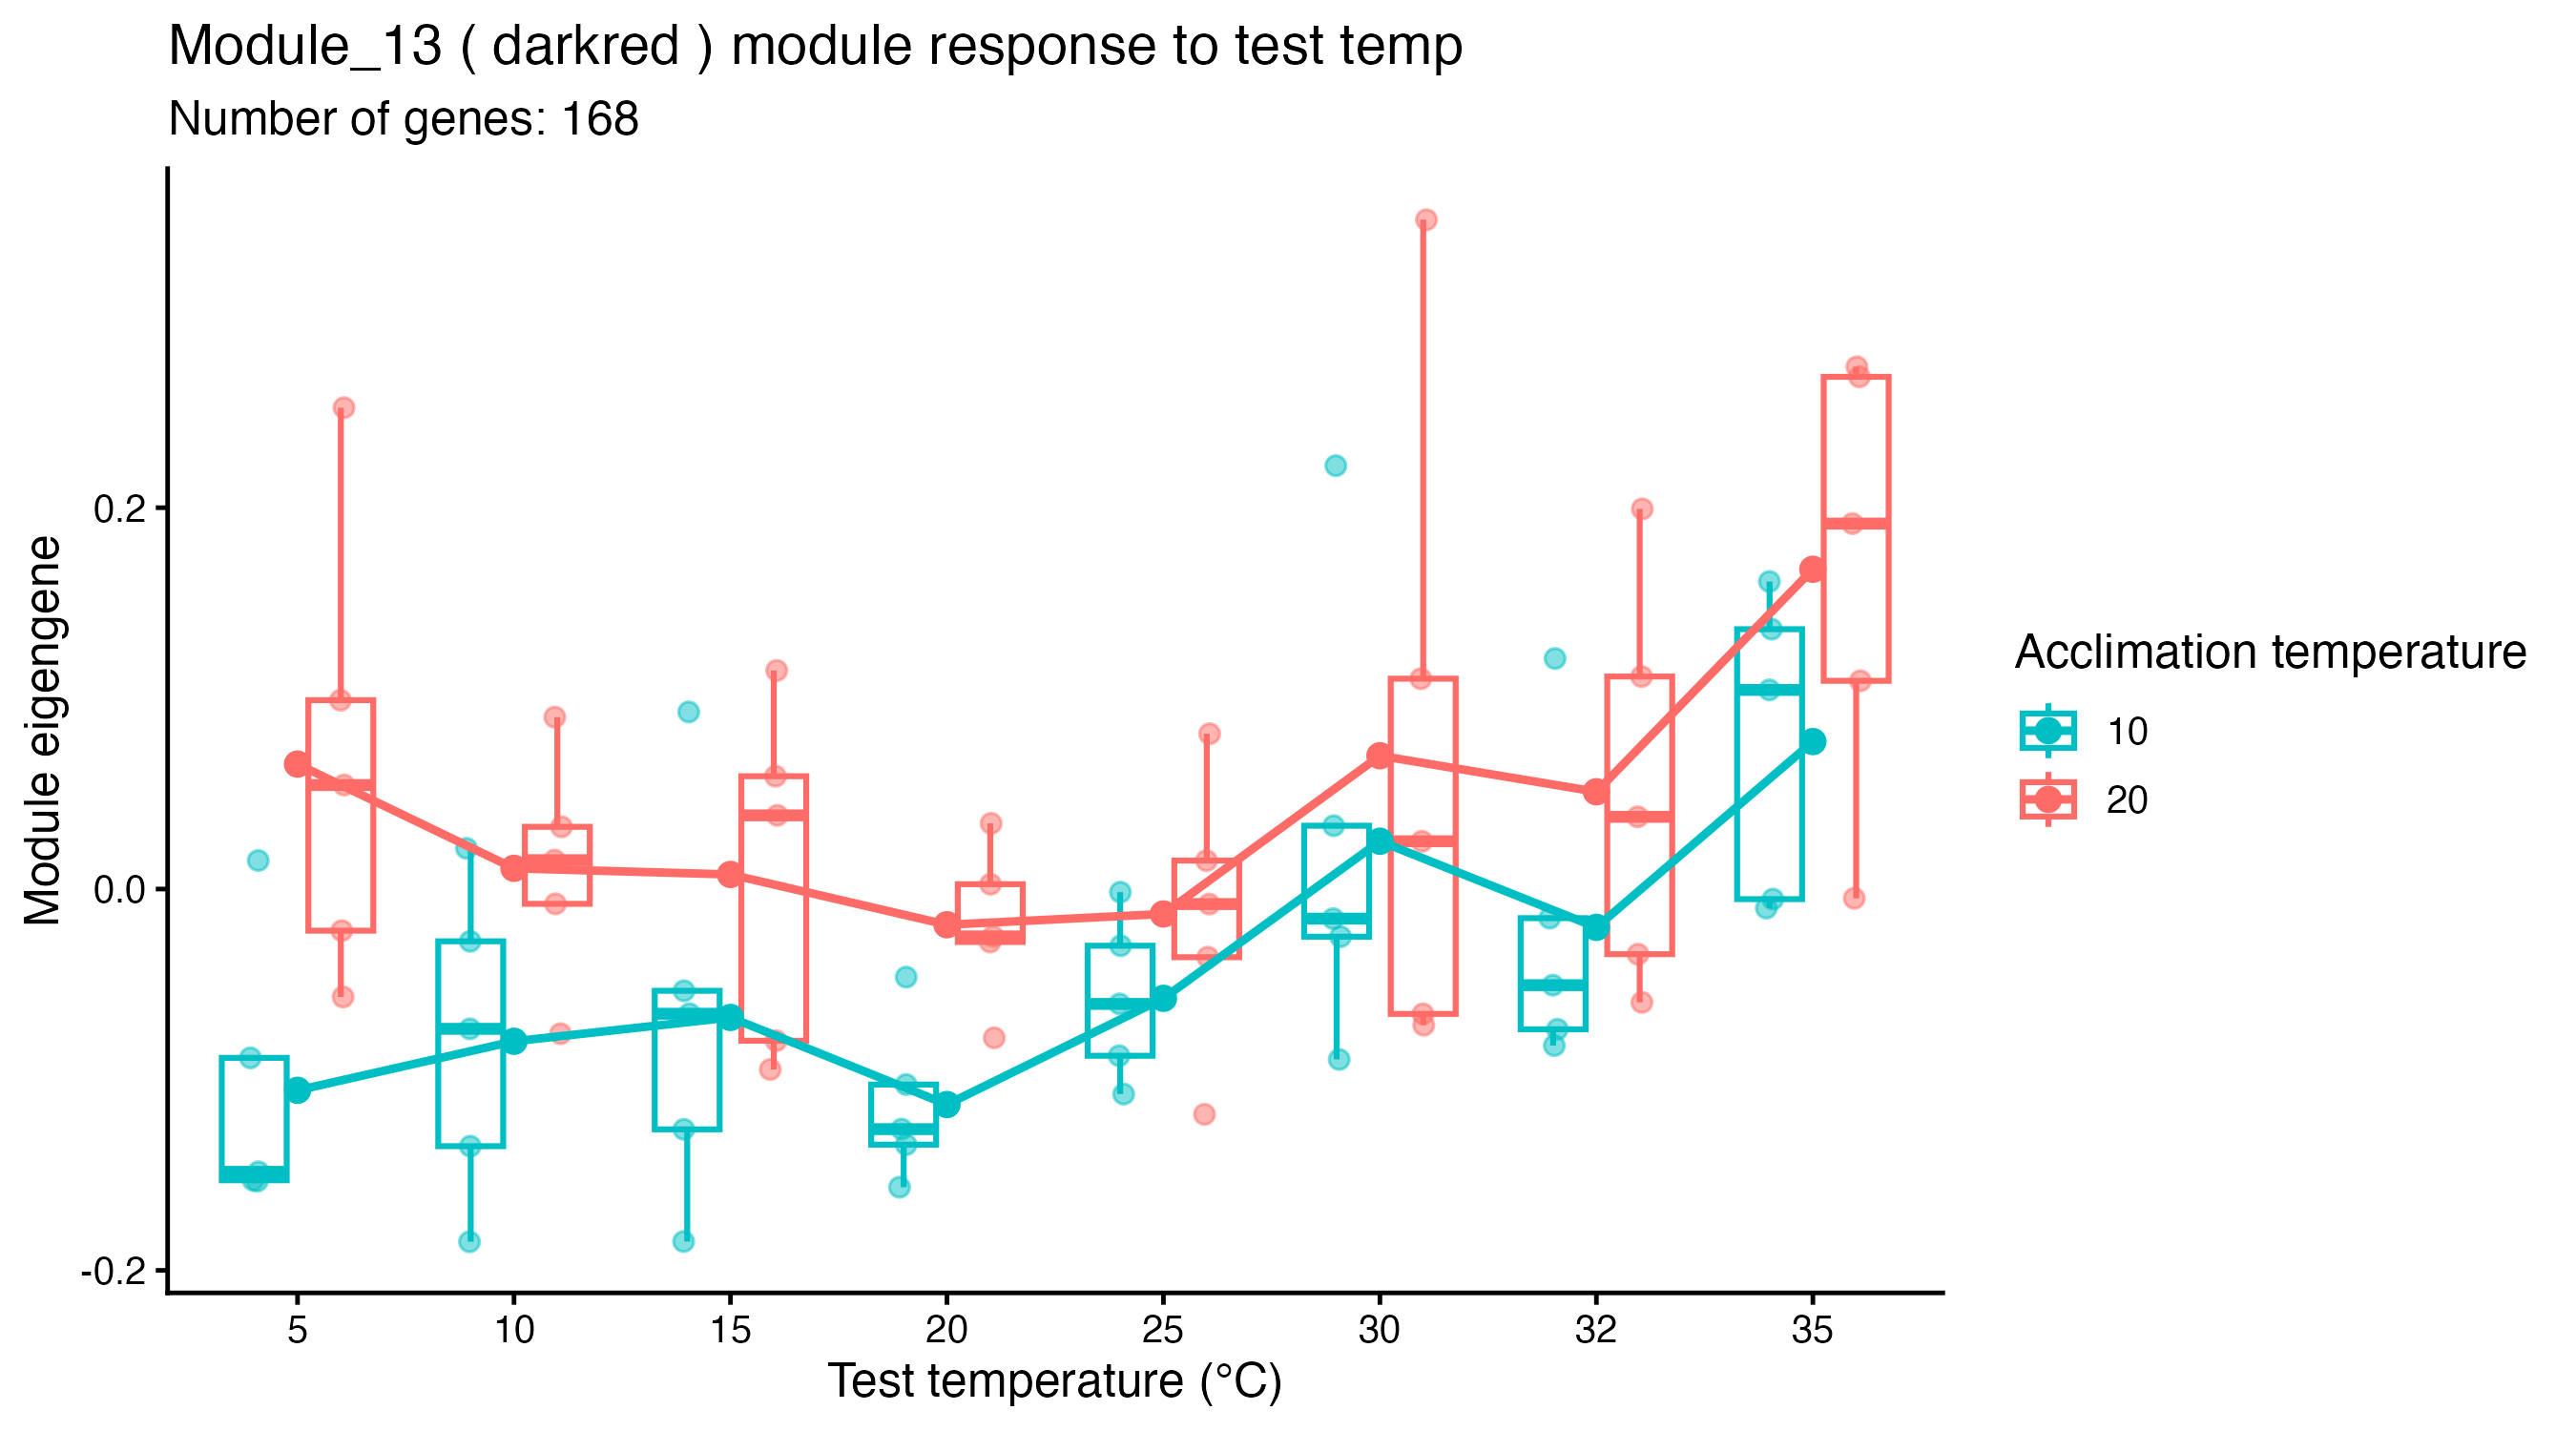 Module_13 ( darkred ) module response to test temp
Number of genes: 168
Module eigengene
0.2
0.0
-0.2
5 10 15 20 25 30 32 35
Test temperature (°C)
Acclimation temperature
10
20